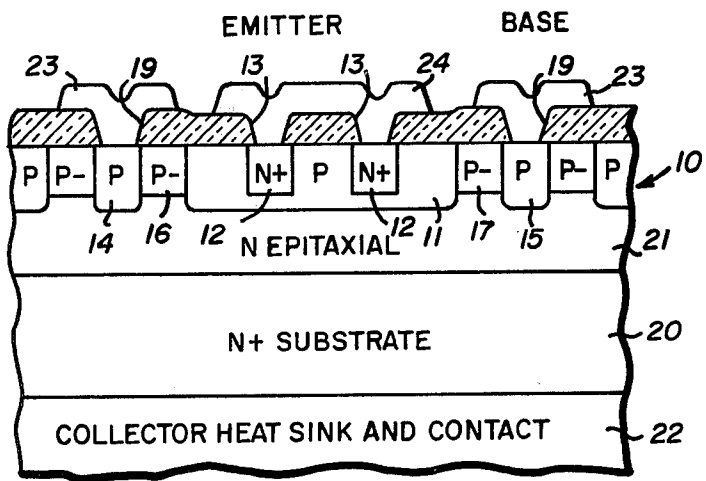 EMITTER BASE
23 19 13 13 24 19 23
P P- P P- N+ P N+ P- P P- P 10
14 16 12 12 11 17 15
N EPITAXIAL 21
N+ SUBSTRATE 20
COLLECTOR HEAT SINK AND CONTACT 22